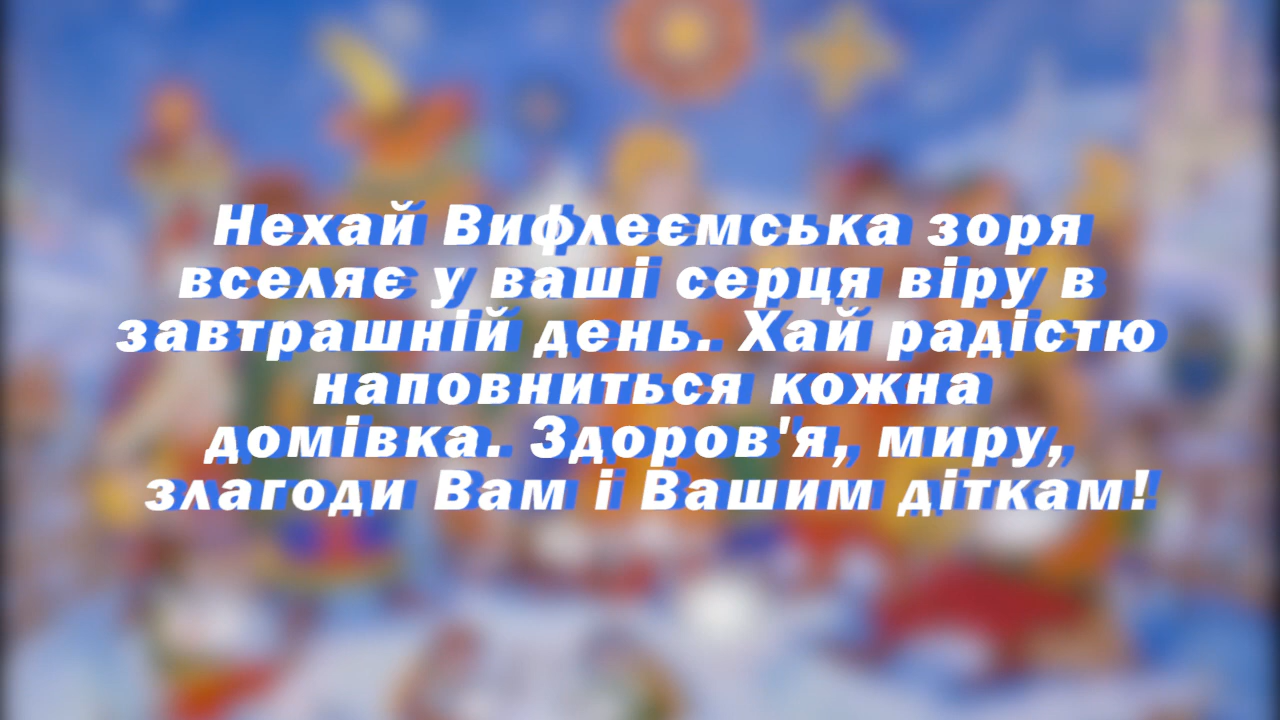 Нехай Вифлеємська зоря
вселяє у ваші серця віру в
завтрашній день. Хай радістю
наповниться кожна
домівка. Здоров'я, миру,
злагоди Вам і Вашим діткам!